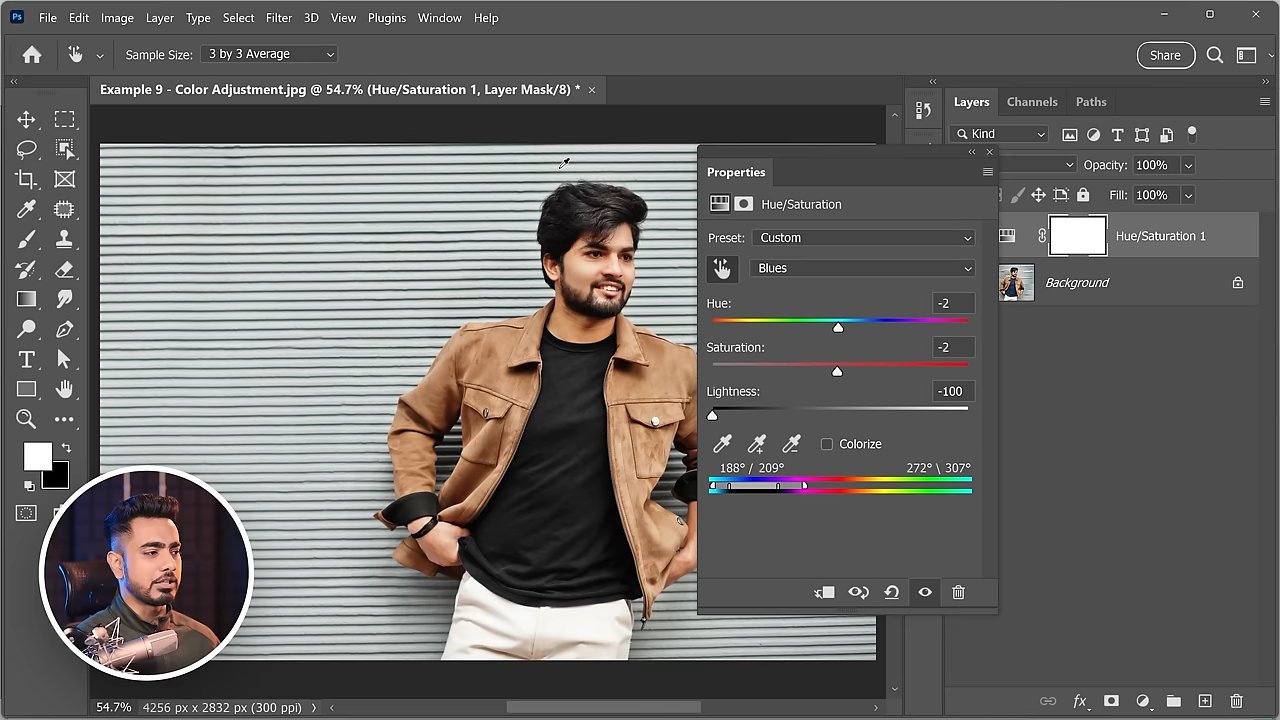 Ps File Edit Image Layer Type Select Filter 3D View Plugins Window Help
Sample Size: 3 by 3 Average Share
Example 9 - Color Adjustment.jpg @ 54.7% (Hue/Saturation 1, Layer Mask/8) *
Layers Channels Paths
Kind
Opacity: 100%
Fill: 100%
Hue/Saturation 1
Background
Properties
Hue/Saturation
Preset: Custom
Blues
Hue: -2
Saturation: -2
Lightness: -100
Colorize
188° / 209° 272° \ 307°
54.7% 4256 px x 2832 px (300 ppi)
fx